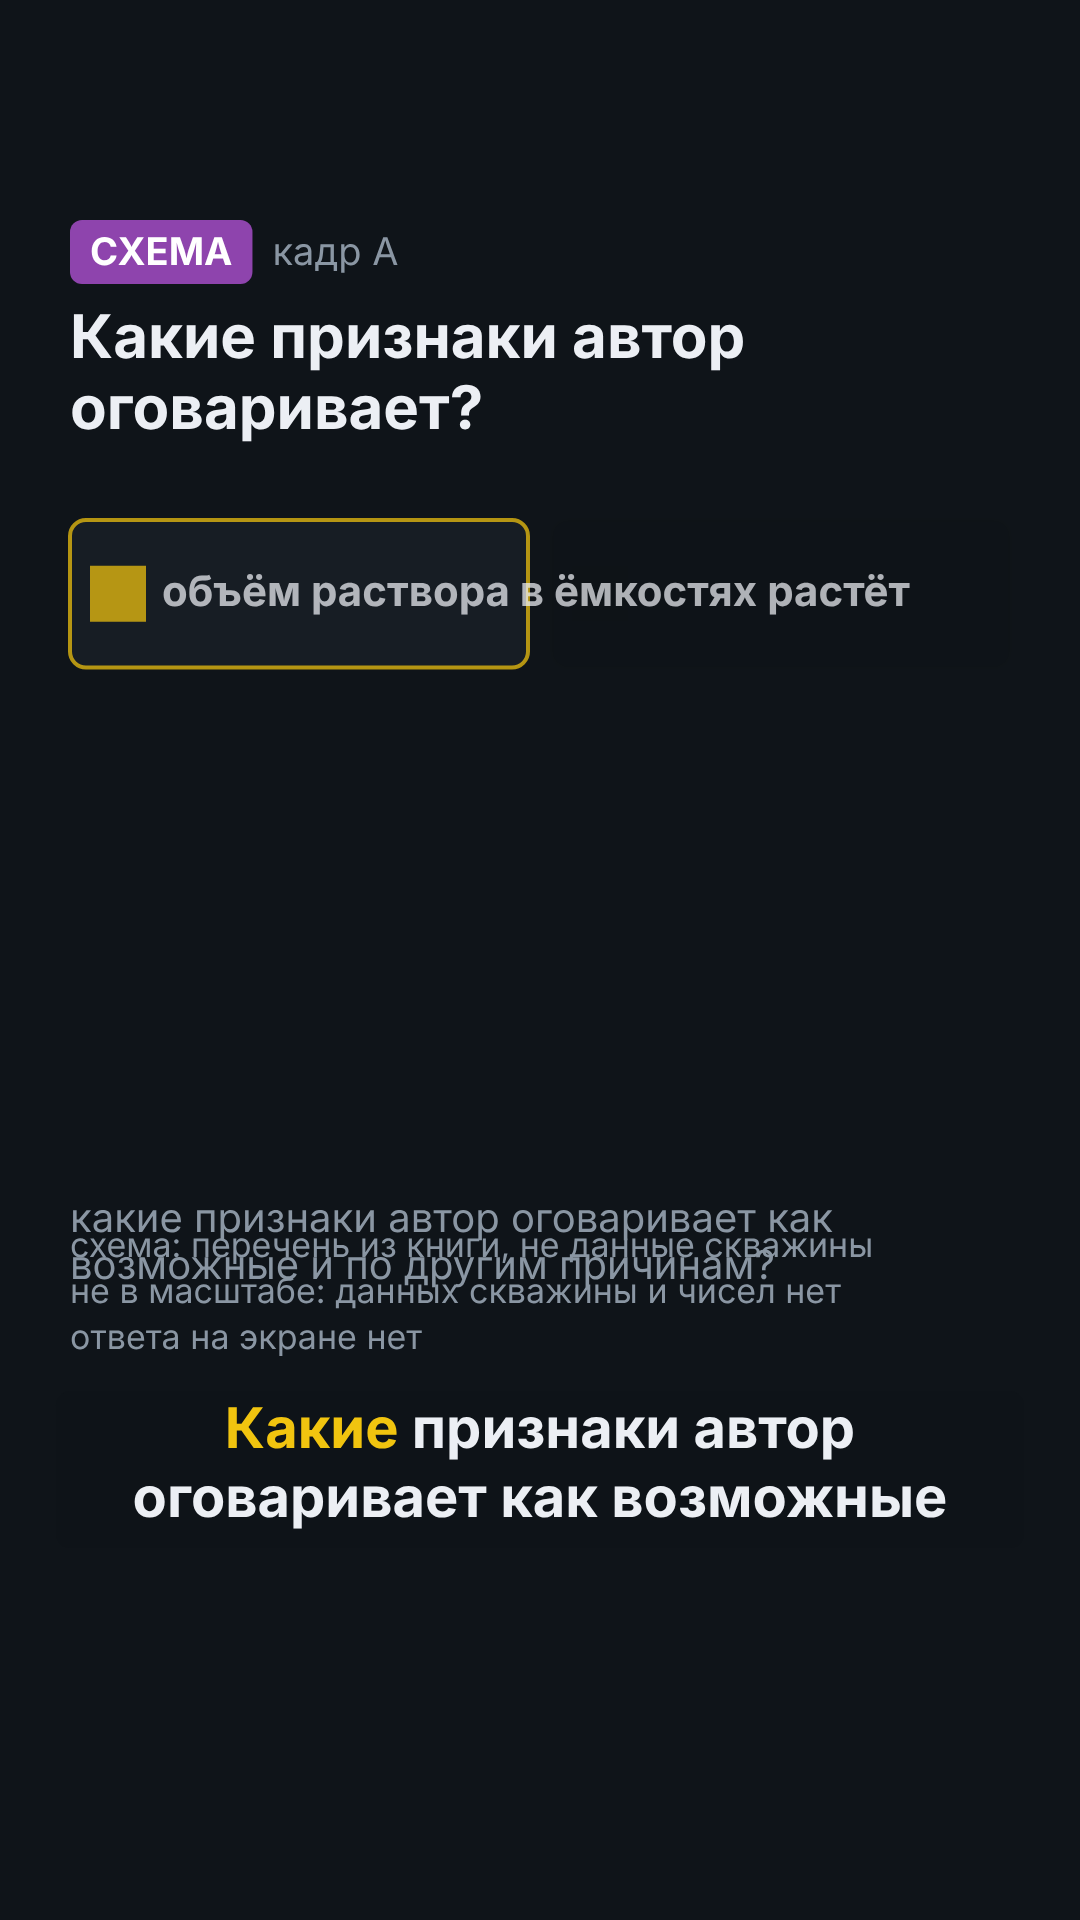 СХЕМА кадр А
Какие признаки автор
оговаривает?
объём раствора в ёмкостях растёт
какие признаки автор оговаривает как
схема: перечень из книги, не данные скважины
возможные и по другим причинам?
не в масштабе: данных скважины и чисел нет
ответа на экране нет
Какие признаки автор
оговаривает как возможные